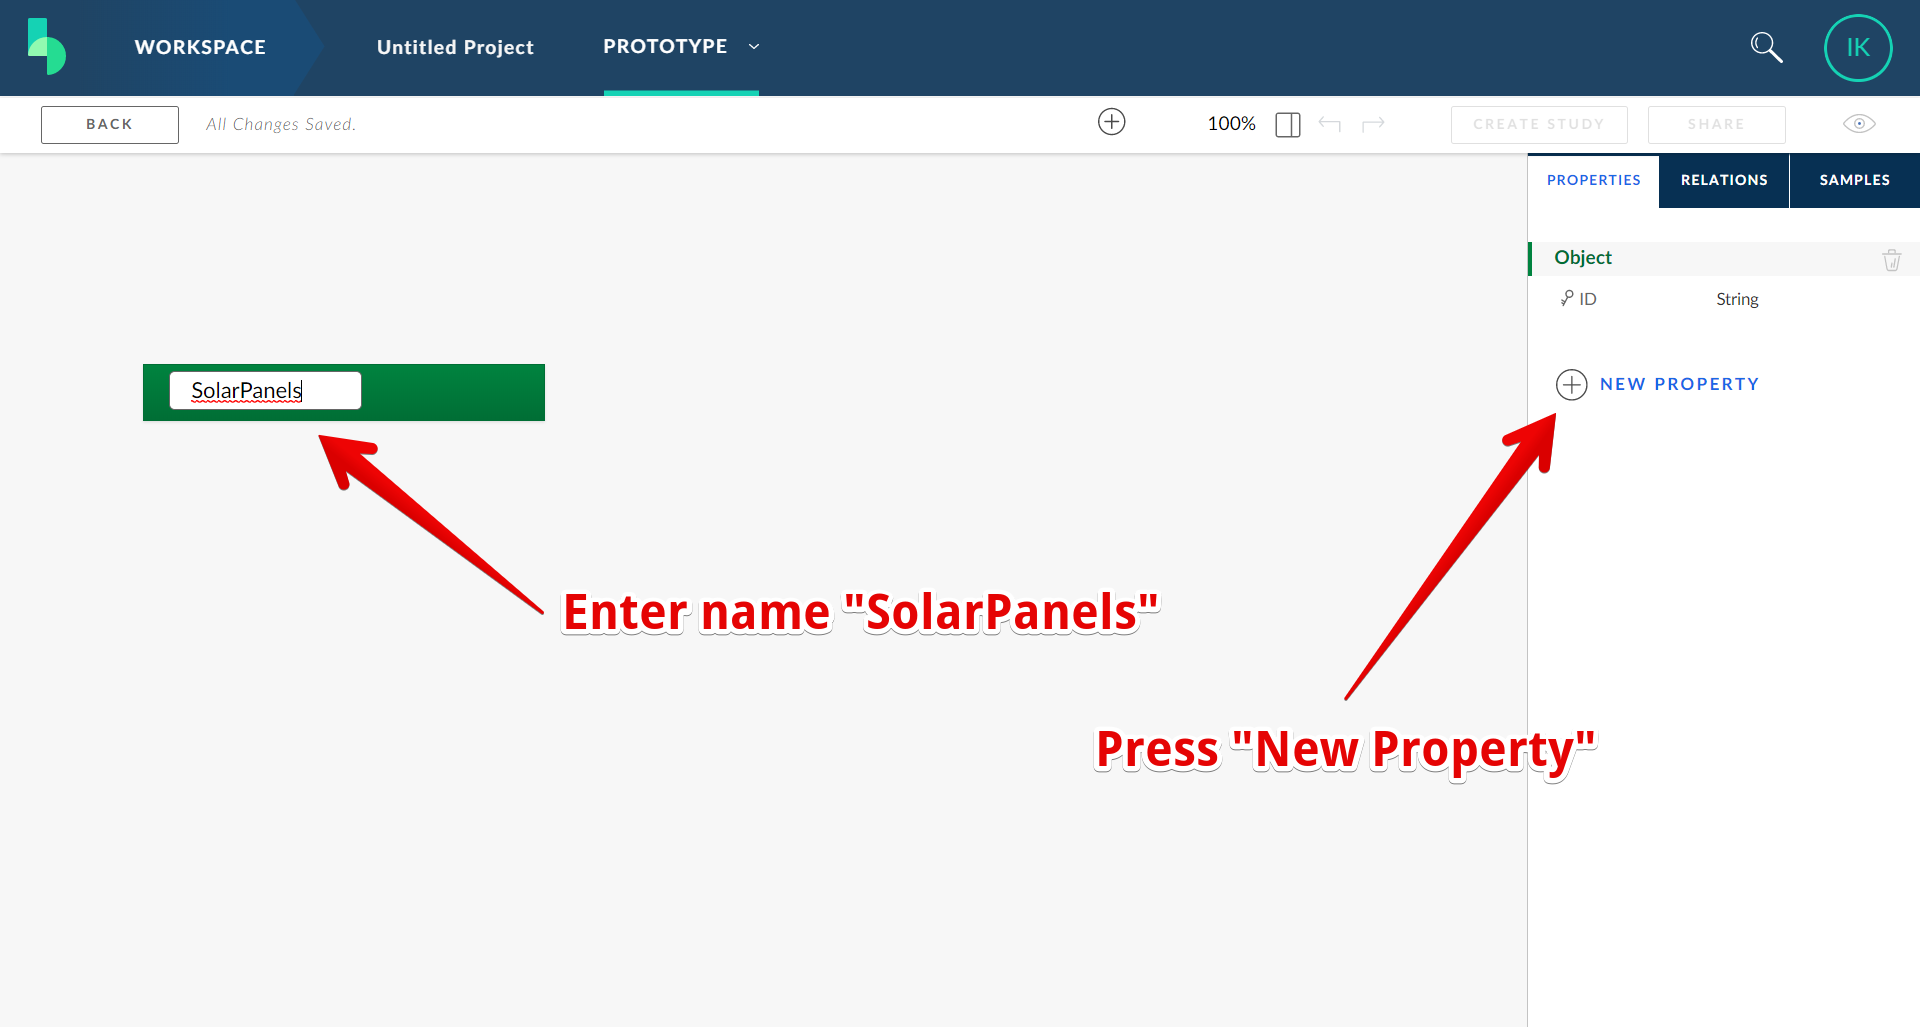 WORKSPACE
Untitled Project
PROTOTYPE
IK
BACK
All Changes Saved.
100%
CREATE STUDY
SHARE
PROPERTIES
RELATIONS
SAMPLES
Object
ID
String
SolarPanels
NEW PROPERTY
Enter name "SolarPanels"
Press "New Property"